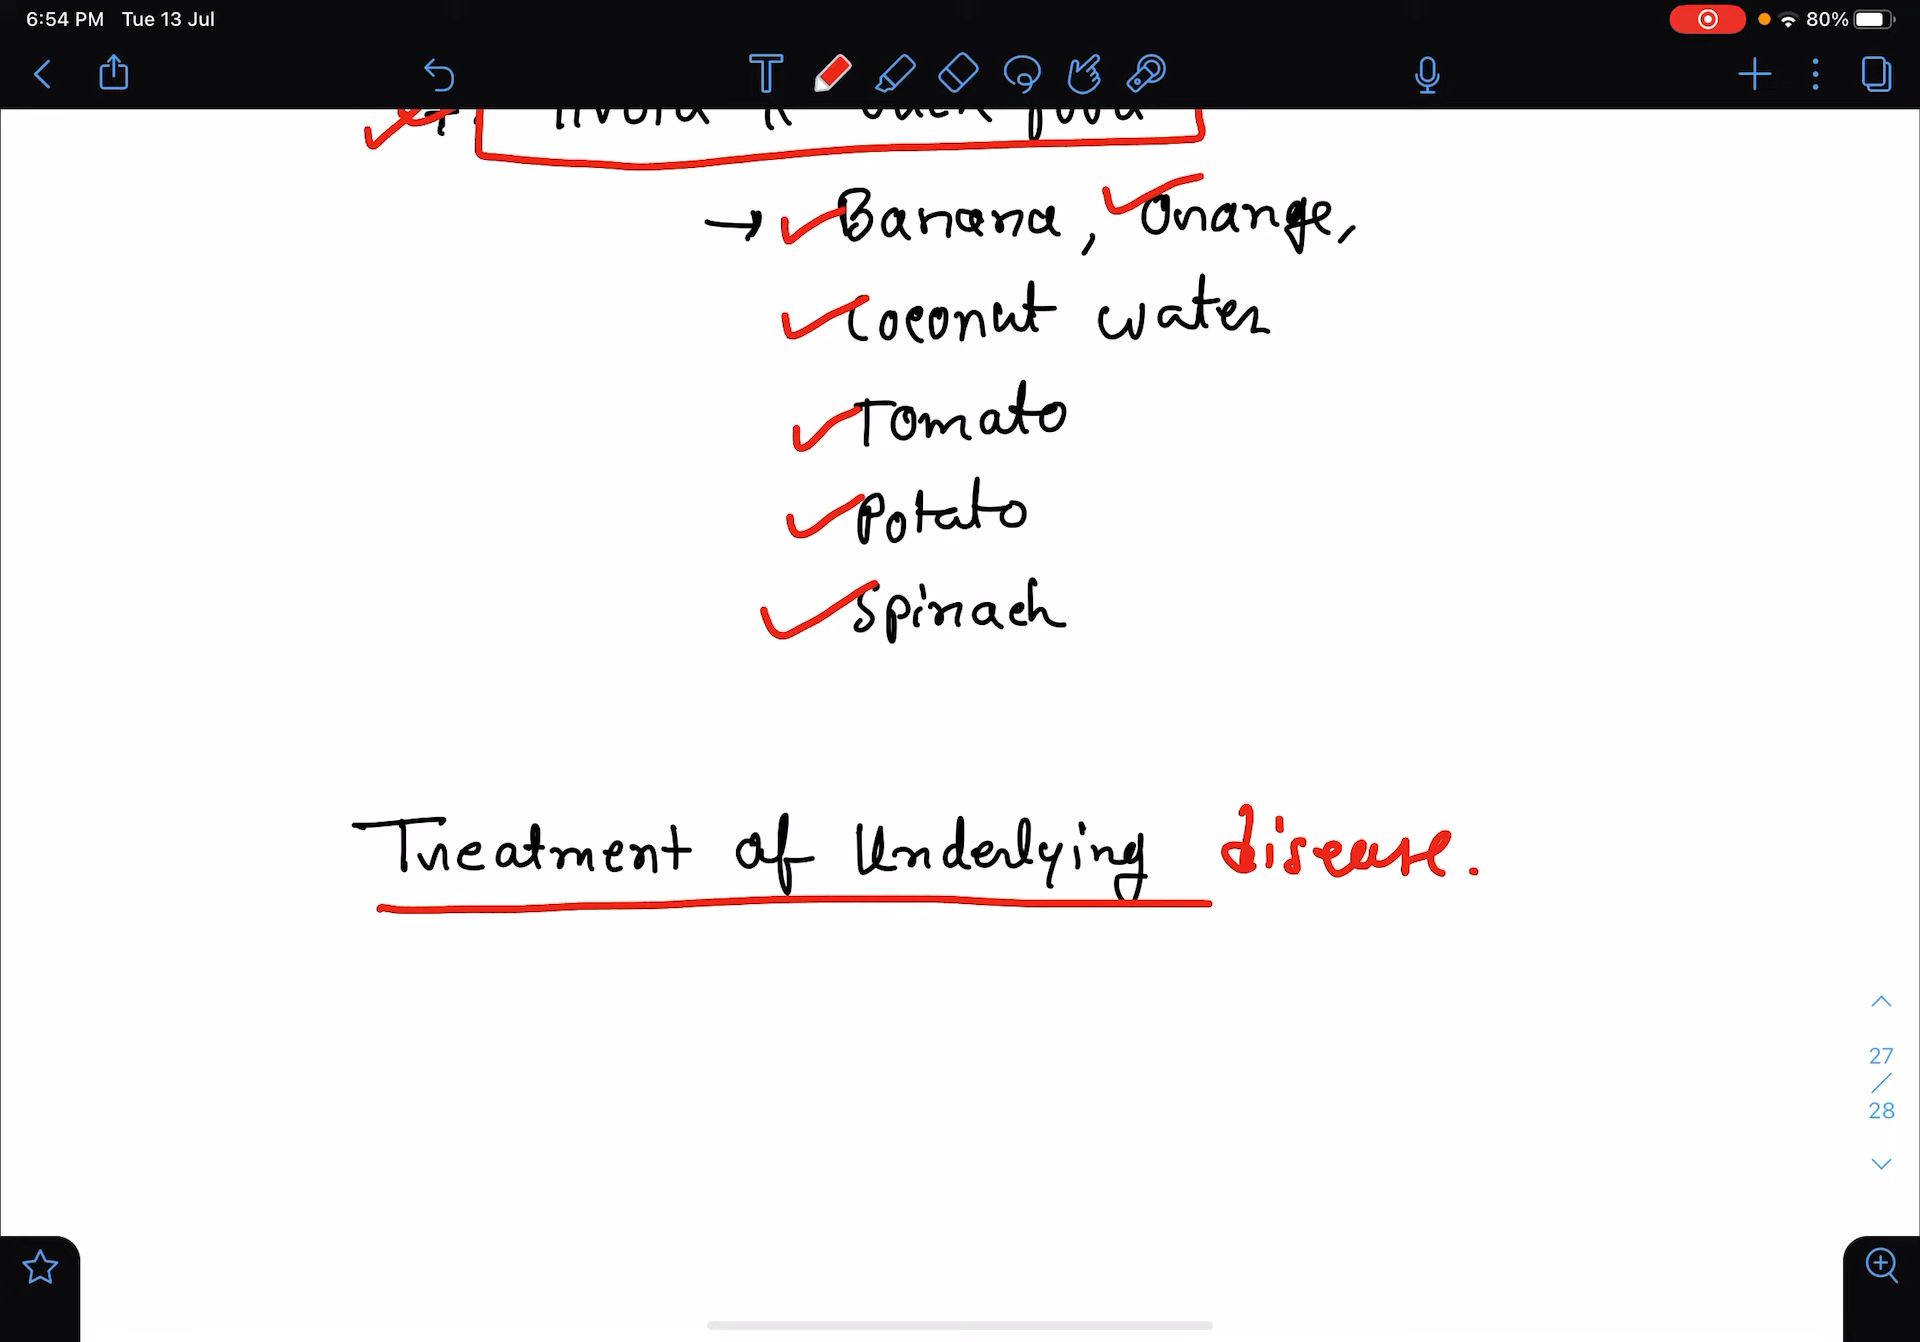 6:54 PM Tue 13 Jul
80%
→ Banana, Orange,
Coconut water
Tomato
Potato
Spinach
Treatment of Underlying disease.
27
/
28